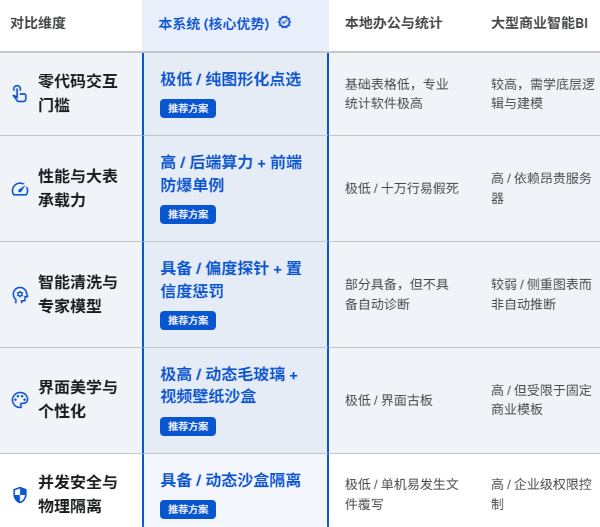 对比维度
本系统 (核心优势)
本地办公与统计
大型商业智能BI
零代码交互
门槛
极低 / 纯图形化点选
推荐方案
基础表格低，专业
统计软件极高
较高，需学底层逻
辑与建模
性能与大表
承载力
高 / 后端算力 + 前端
防爆单例
推荐方案
极低 / 十万行易假死
高 / 依赖昂贵服务
器
智能清洗与
专家模型
具备 / 偏度探针 + 置
信度惩罚
推荐方案
部分具备，但不具
备自动诊断
较弱 / 侧重图表而
非自动推断
界面美学与
个性化
极高 / 动态毛玻璃 +
视频壁纸沙盒
推荐方案
极低 / 界面古板
高 / 但受限于固定
商业模板
并发安全与
物理隔离
具备 / 动态沙盒隔离
推荐方案
极低 / 单机易发生文
件覆写
高 / 企业级权限控
制